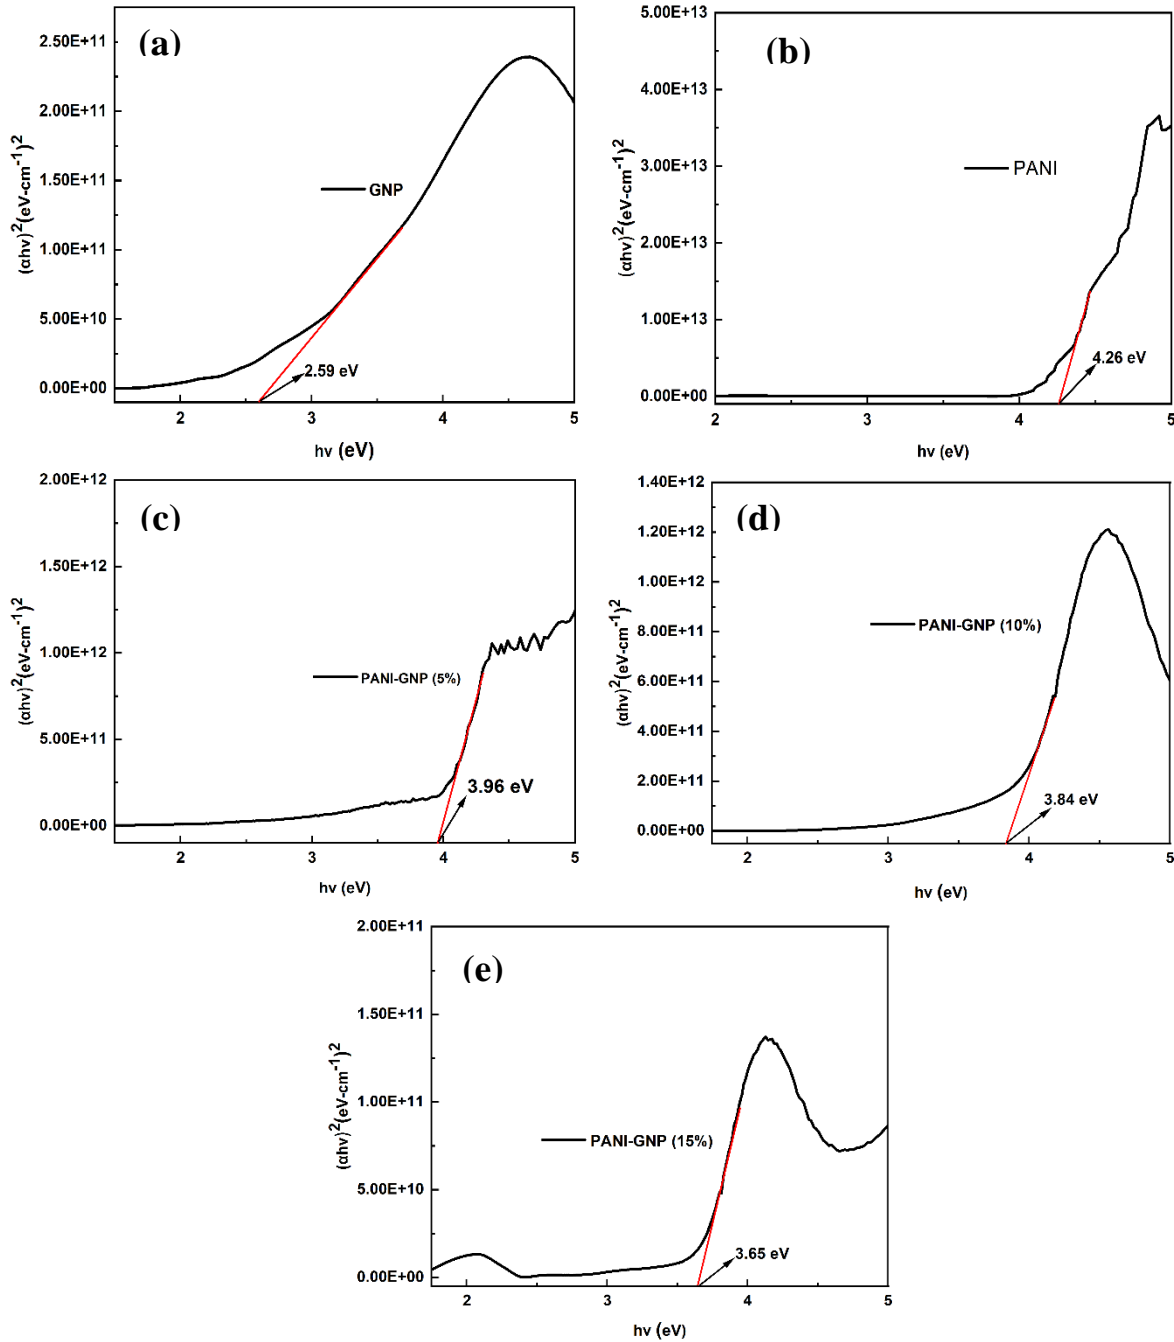 (a)
2.50E+11
2.00E+11
1.50E+11
1.00E+11
5.00E+10
0.00E+00
(αhν)²(eV-cm⁻¹)²
GNP
2.59 eV
2 3 4 5
hν (eV)
(b)
5.00E+13
4.00E+13
3.00E+13
2.00E+13
1.00E+13
0.00E+00
(αhν)²(eV-cm⁻¹)²
PANI
4.26 eV
2 3 4 5
hν (eV)
(c)
2.00E+12
1.50E+12
1.00E+12
5.00E+11
0.00E+00
(αhν)²(eV-cm⁻¹)²
PANI-GNP (5%)
3.96 eV
2 3 4 5
hν (eV)
(d)
1.40E+12
1.20E+12
1.00E+12
8.00E+11
6.00E+11
4.00E+11
2.00E+11
0.00E+00
(αhν)²(eV-cm⁻¹)²
PANI-GNP (10%)
3.84 eV
2 3 4 5
hν (eV)
(e)
2.00E+11
1.50E+11
1.00E+11
5.00E+10
0.00E+00
(αhν)²(eV-cm⁻¹)²
PANI-GNP (15%)
3.65 eV
2 3 4 5
hν (eV)